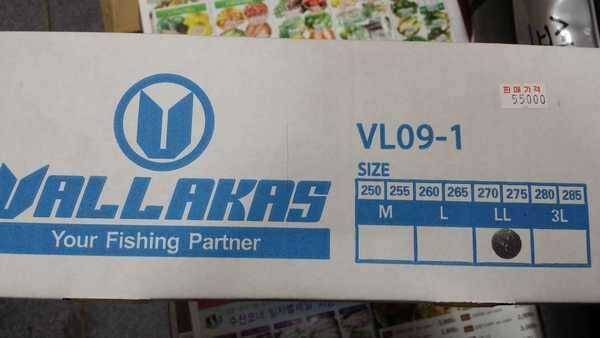 판매가격
55000
VL09-1
SIZE
250 255 260 265 270 275 280 285
M L LL 3L
VALLAKAS
Your Fishing Partner